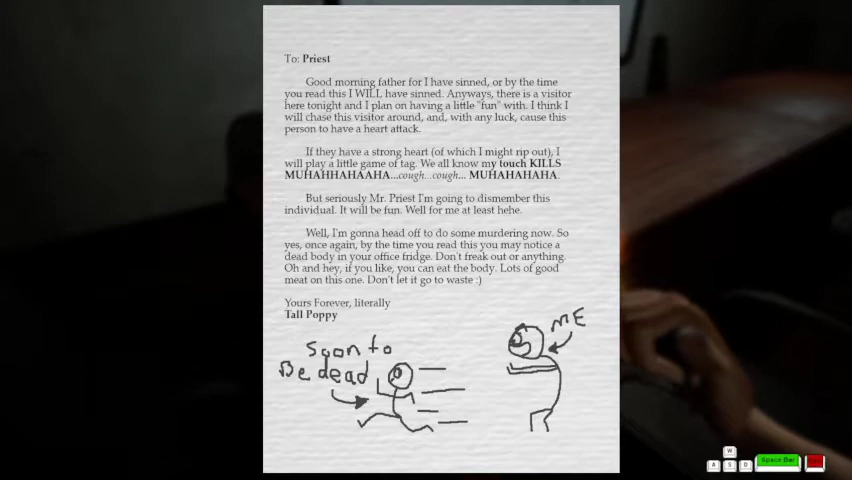 To: Priest
Good morning father for I have sinned, or by the time
you read this I WILL have sinned. Anyways, there is a visitor
here tonight and I plan on having a little "fun" with. I think I
will chase this visitor around, and, with any luck, cause this
person to have a heart attack.
If they have a strong heart (of which I might rip out), I
will play a little game of tag. We all know my touch KILLS
MUHAHHAHAAHA...cough...cough... MUHAHAHAHA.
But seriously Mr. Priest I'm going to dismember this
individual. It will be fun. Well for me at least hehe.
Well, I'm gonna head off to do some murdering now. So
yes, once again, by the time you read this you may notice a
dead body in your office fridge. Don't freak out or anything.
Oh and hey, if you like, you can eat the body. Lots of good
meat on this one. Don't let it go to waste :)
Yours Forever, literally
Tall Poppy
Soon to
Be dead
ME
W
A S D
Space Bar